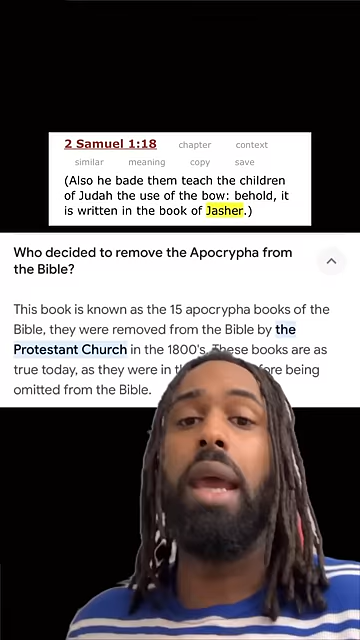 2 Samuel 1:18 chapter context
similar meaning copy save
(Also he bade them teach the children
of Judah the use of the bow: behold, it
is written in the book of Jasher.)
Who decided to remove the Apocrypha from
the Bible?
This book is known as the 15 apocrypha books of the
Bible, they were removed from the Bible by the
Protestant Church in the 1800's. These books are as
true today, as they were in being
omitted from the Bible.